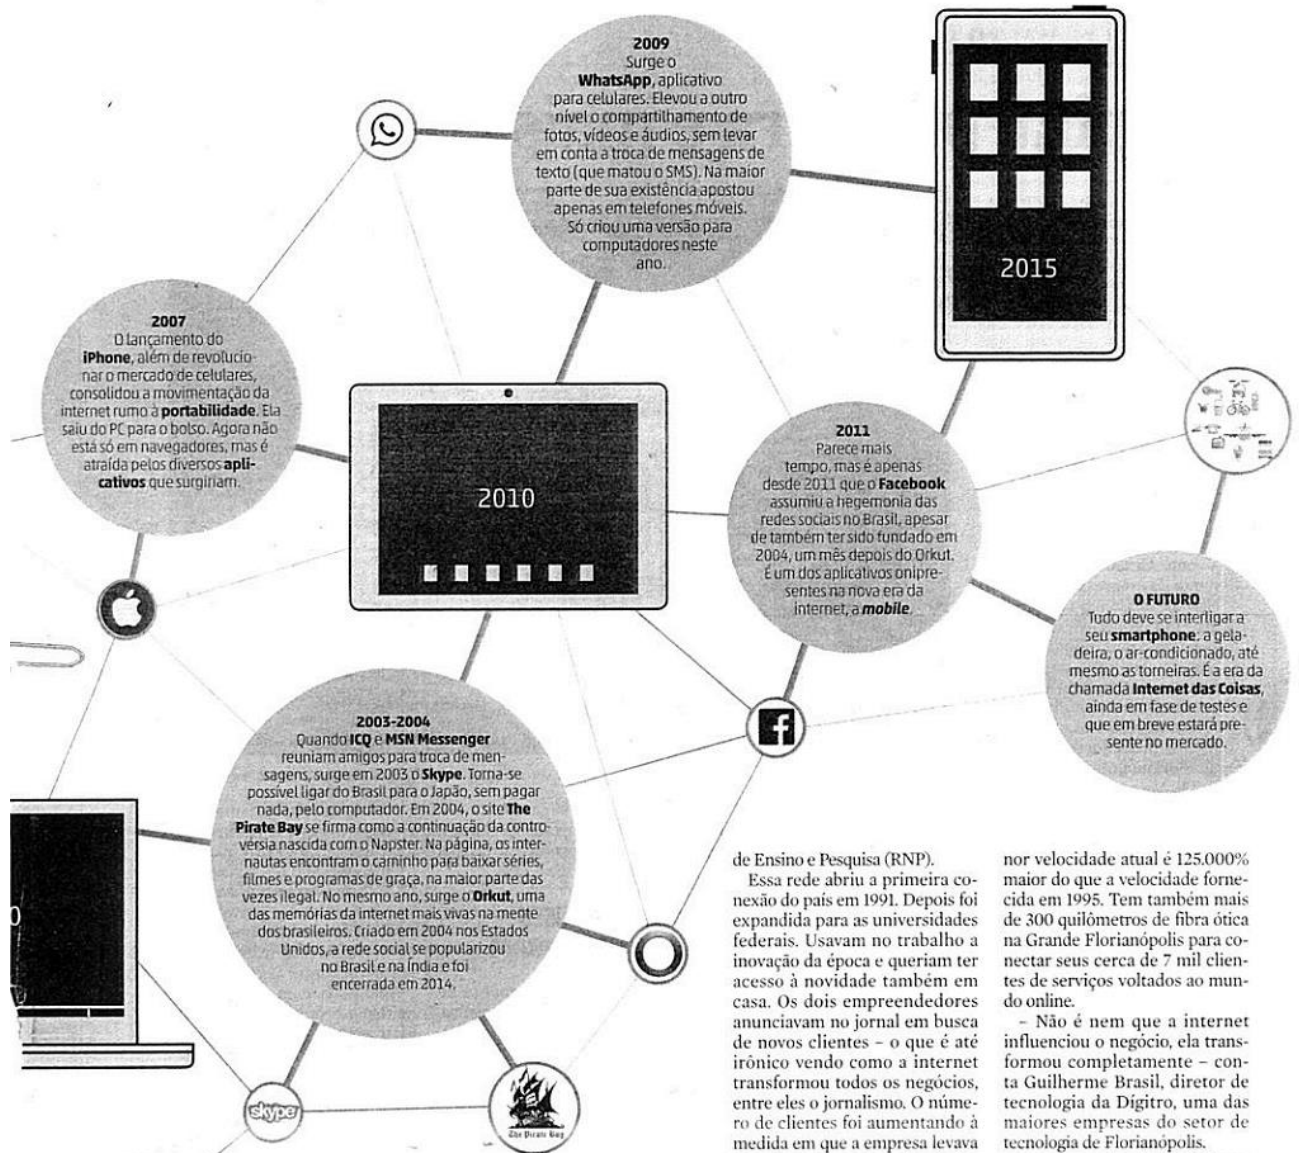 2009
Surge o
WhatsApp, aplicativo
para celulares. Elevou a outro
nível o compartilhamento de
fotos, vídeos e áudios, sem levar
em conta a troca de mensagens de
texto (que matou o SMS). Na maior
parte de sua existência apostou
apenas em telefones móveis.
Só criou uma versão para
computadores neste
ano.
2015
2007
O lançamento do
iPhone, além de revolucio-
nar o mercado de celulares,
consolidou a movimentação da
internet rumo à portabilidade. Ela
saiu do PC para o bolso. Agora não
está só em navegadores, mas é
atraída pelos diversos apli-
cativos que surgiriam.
2010
2011
Parece mais
tempo, mas é apenas
desde 2011 que o Facebook
assumiu a hegemonia das
redes sociais no Brasil, apesar
de também ter sido fundado em
2004, um mês depois do Orkut.
É um dos aplicativos onipre-
sentes na nova era da
internet, a mobile.
O FUTURO
Tudo deve se interligar a
seu smartphone: a gela-
deira, o ar-condicionado, até
mesmo as torneiras. É a era da
chamada Internet das Coisas,
ainda em fase de testes e
que em breve estará pre-
sente no mercado.
2003-2004
Quando ICQ e MSN Messenger
reuniam amigos para troca de men-
sagens, surge em 2003 o Skype. Torna-se
possível ligar do Brasil para o Japão, sem pagar
nada, pelo computador. Em 2004, o site The
Pirate Bay se firma como a continuação da contro-
vérsia nascida com o Napster. Na página, os inter-
nautas encontram o caminho para baixar séries,
filmes e programas de graça, na maior parte das
vezes ilegal. No mesmo ano, surge o Orkut, uma
das memórias da internet mais vivas na mente
dos brasileiros. Criado em 2004 nos Estados
Unidos, a rede social se popularizou
no Brasil e na Índia e foi
encerrada em 2014.
0
skype
The Pirate Bay
de Ensino e Pesquisa (RNP).
Essa rede abriu a primeira co-
nexão do país em 1991. Depois foi
expandida para as universidades
federais. Usavam no trabalho a
inovação da época e queriam ter
acesso à novidade também em
casa. Os dois empreendedores
anunciavam no jornal em busca
de novos clientes – o que é até
irônico vendo como a internet
transformou todos os negócios,
entre eles o jornalismo. O núme-
ro de clientes foi aumentando à
medida em que a empresa levava
nor velocidade atual é 125.000%
maior do que a velocidade forne-
cida em 1995. Tem também mais
de 300 quilômetros de fibra ótica
na Grande Florianópolis para co-
nectar seus cerca de 7 mil clien-
tes de serviços voltados ao mun-
do online.
– Não é nem que a internet
influenciou o negócio, ela trans-
formou completamente – con-
ta Guilherme Brasil, diretor de
tecnologia da Dígitro, uma das
maiores empresas do setor de
tecnologia de Florianópolis.